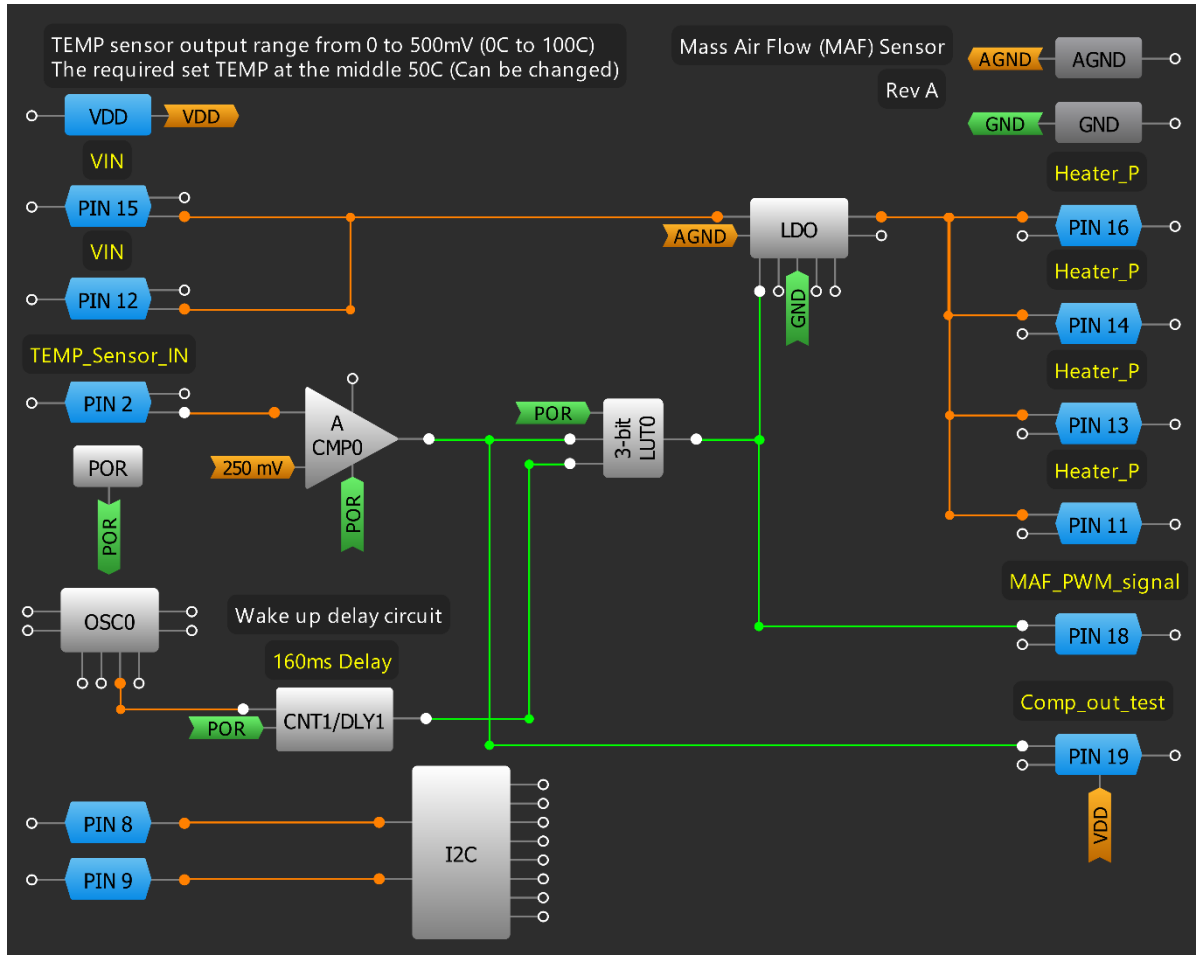 TEMP sensor output range from 0 to 500mV (0C to 100C)
The required set TEMP at the middle 50C (Can be changed)
Mass Air Flow (MAF) Sensor
Rev A
AGND
AGND
GND
GND
VDD
VDD
VIN
PIN 15
VIN
PIN 12
LDO
AGND
GND
Heater_P
PIN 16
Heater_P
PIN 14
Heater_P
PIN 13
Heater_P
PIN 11
TEMP_Sensor_IN
PIN 2
A
CMP0
250 mV
POR
POR
3-bit
LUT0
POR
POR
OSC0
Wake up delay circuit
160ms Delay
CNT1/DLY1
POR
MAF_PWM_signal
PIN 18
Comp_out_test
PIN 19
VDD
PIN 8
PIN 9
I2C